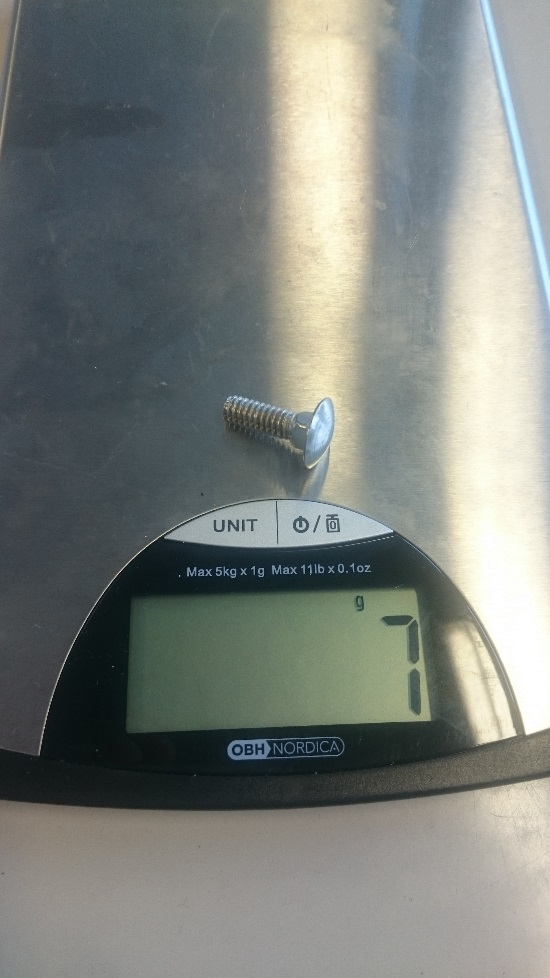 UNIT
/
. Max 5kg x 1g Max 11lb x 0.1oz
g
7
OBH NORDICA